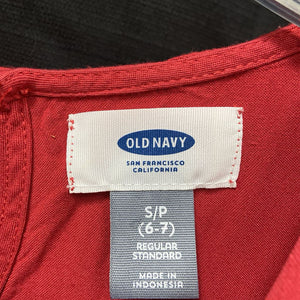 OLD NAVY
SAN FRANCISCO
CALIFORNIA
S/P
(6-7)
REGULAR
STANDARD
MADE IN
INDONESIA